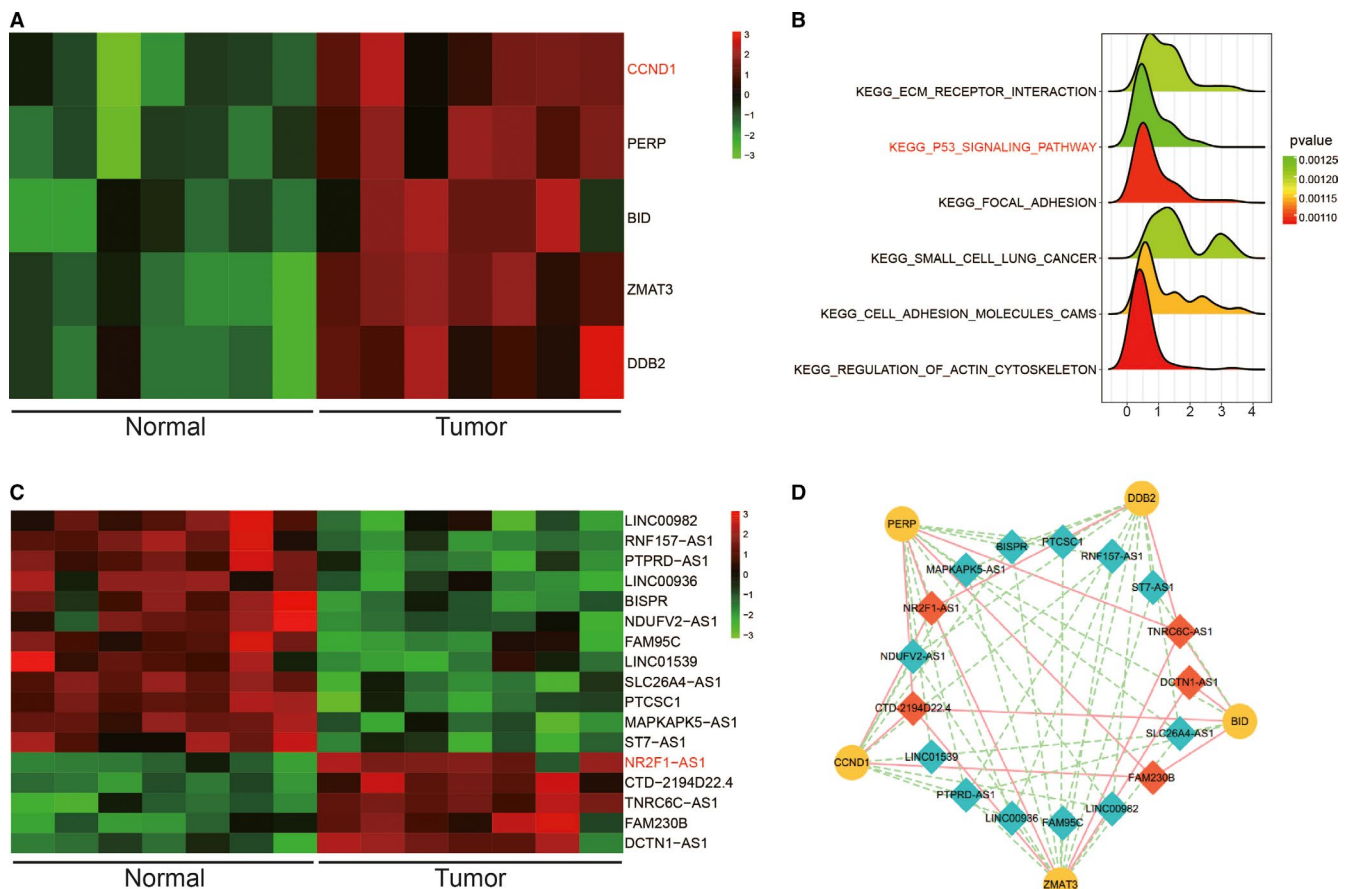 A
CCND1
PERP
BID
ZMAT3
DDB2
3
2
1
0
−1
−2
−3
Normal
Tumor
B
KEGG_ECM_RECEPTOR_INTERACTION
KEGG_P53_SIGNALING_PATHWAY
KEGG_FOCAL_ADHESION
KEGG_SMALL_CELL_LUNG_CANCER
KEGG_CELL_ADHESION_MOLECULES_CAMS
KEGG_REGULATION_OF_ACTIN_CYTOSKELETON
0 1 2 3 4
pvalue
0.00125
0.00120
0.00115
0.00110
C
LINC00982
RNF157−AS1
PTPRD−AS1
LINC00936
BISPR
NDUFV2−AS1
FAM95C
LINC01539
SLC26A4−AS1
PTCSC1
MAPKAPK5−AS1
ST7−AS1
NR2F1−AS1
CTD−2194D22.4
TNRC6C−AS1
FAM230B
DCTN1−AS1
3
2
1
0
−1
−2
−3
Normal
Tumor
D
DDB2
PERP
BISPR
PTCSC1
RNF157-AS1
MAPKAPK5-AS1
ST7-AS1
NR2F1-AS1
TNRC6C-AS1
NDUFV2-AS1
DCTN1-AS1
CTD-2194D22.4
BID
SLC26A4-AS1
CCND1
LINC01539
FAM230B
PTPRD-AS1
LINC00982
LINC00936
FAM95C
ZMAT3